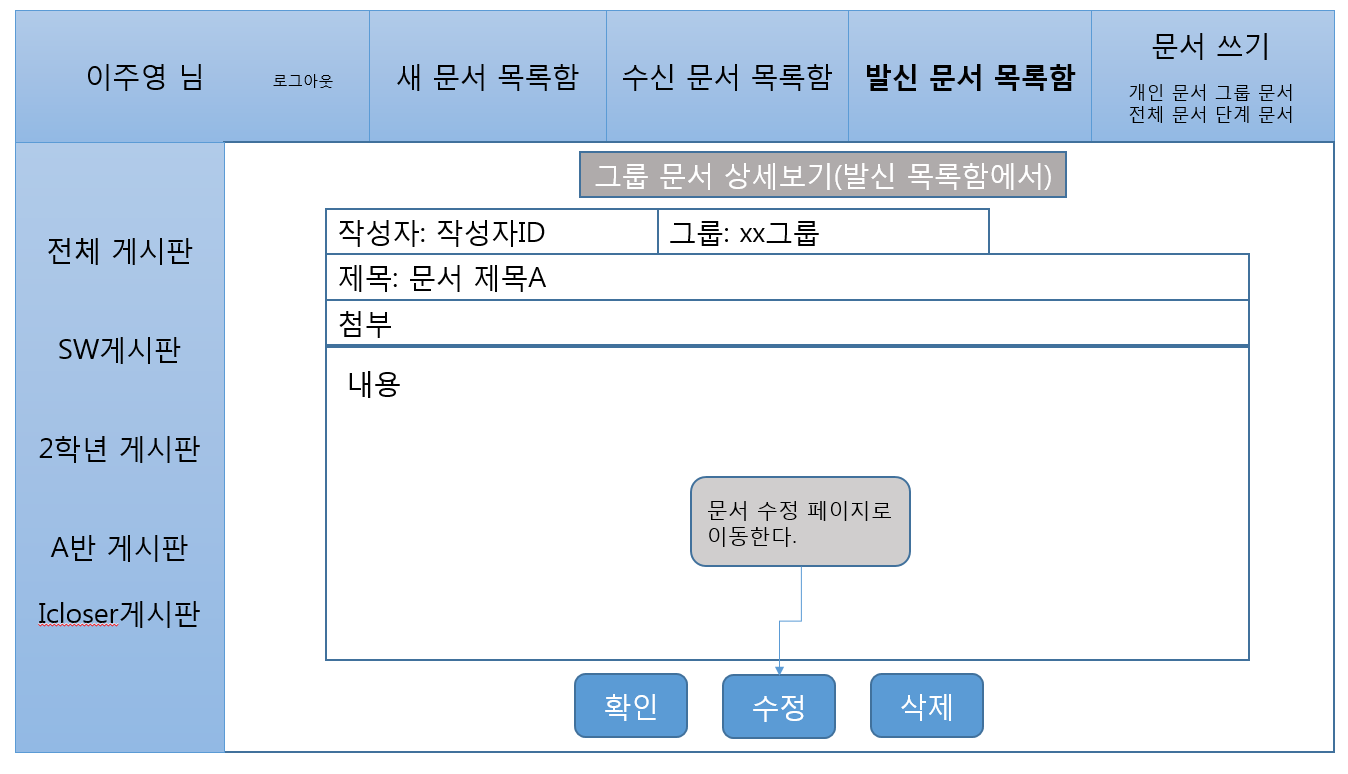 이주영 님
로그아웃
새 문서 목록함
수신 문서 목록함
발신 문서 목록함
문서 쓰기
개인 문서 그룹 문서
전체 문서 단계 문서
전체 게시판
SW게시판
2학년 게시판
A반 게시판
Icloser게시판
그룹 문서 상세보기(발신 목록함에서)
작성자: 작성자ID
그룹: xx그룹
제목: 문서 제목A
첨부
내용
문서 수정 페이지로
이동한다.
확인
수정
삭제